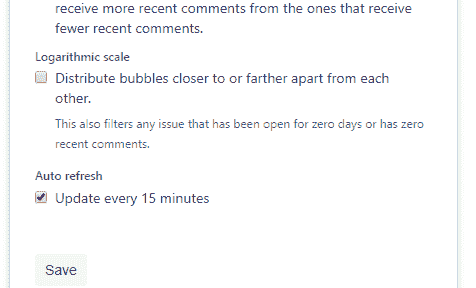 receive more recent comments from the ones that receive
fewer recent comments.
Logarithmic scale
Distribute bubbles closer to or farther apart from each
other.
This also filters any issue that has been open for zero days or has zero
recent comments.
Auto refresh
Update every 15 minutes
Save